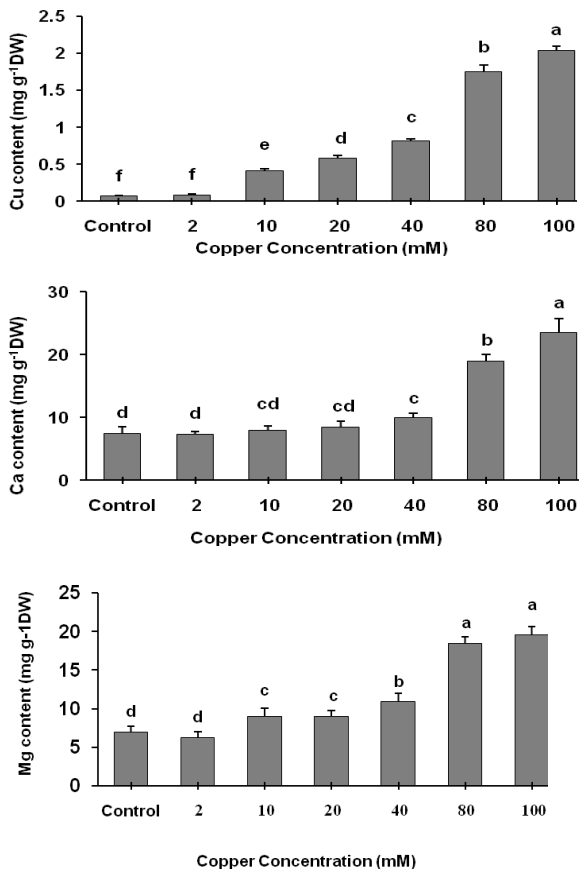 Cu content (mg g-1DW)
2.5
2
1.5
1
0.5
0
f
f
e
d
c
b
a
Control 2 10 20 40 80 100
Copper Concentration (mM)
Ca content (mg g-1DW)
30
20
10
0
d
d
cd
cd
c
b
a
Control 2 10 20 40 80 100
Copper Concentration (mM)
Mg content (mg g-1DW)
25
20
15
10
5
0
d
d
c
c
b
a
a
Control 2 10 20 40 80 100
Copper Concentration (mM)